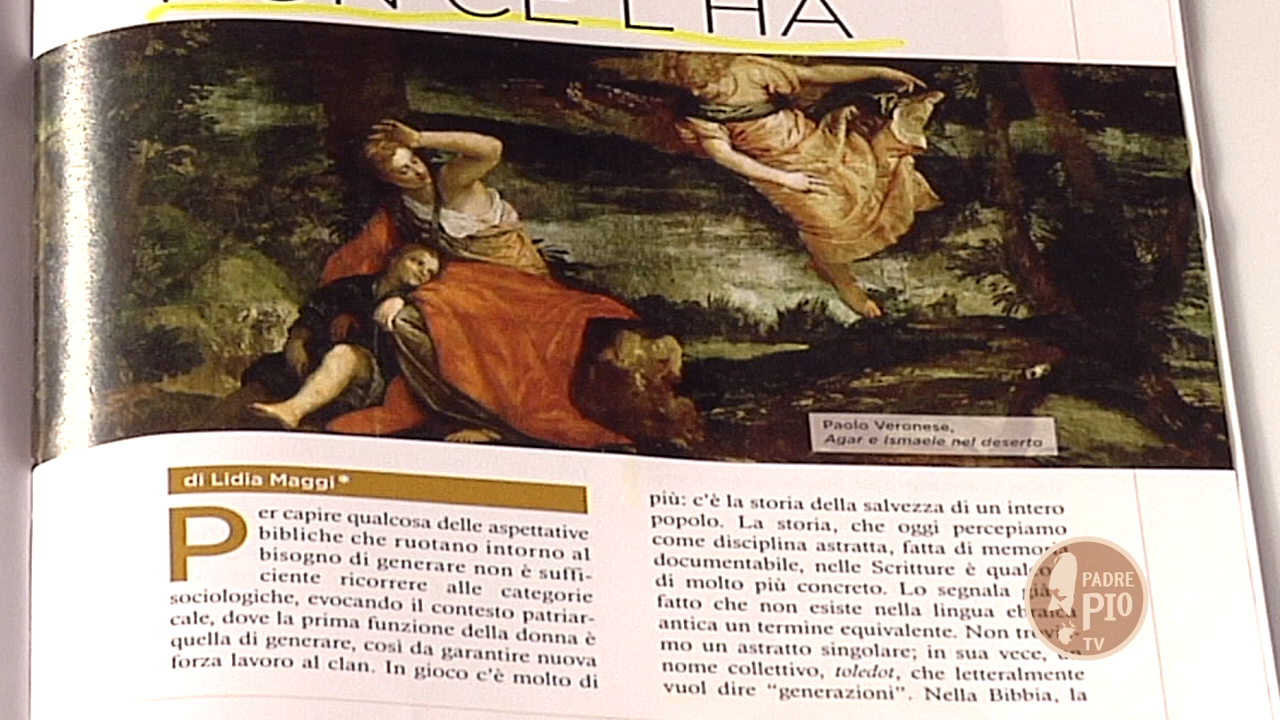 CE L'HA
Paolo Veronese,
Agar e Ismaele nel deserto
di Lidia Maggi*
Per capire qualcosa delle aspettative
bibliche che ruotano intorno al
bisogno di generare non è suffi-
ciente ricorrere alle categorie
sociologiche, evocando il contesto patriar-
cale, dove la prima funzione della donna è
quella di generare, così da garantire nuova
forza lavoro al clan. In gioco c'è molto di
più: c'è la storia della salvezza di un intero
popolo. La storia, che oggi percepiamo
come disciplina astratta, fatta di memoria
documentabile, nelle Scritture è qualcosa
di molto più concreto. Lo segnala già il
fatto che non esiste nella lingua ebraica
antica un termine equivalente. Non trovia-
mo un astratto singolare; in sua vece, un
nome collettivo, toledot, che letteralmente
vuol dire “generazioni”. Nella Bibbia, la
PADRE
PIO
TV